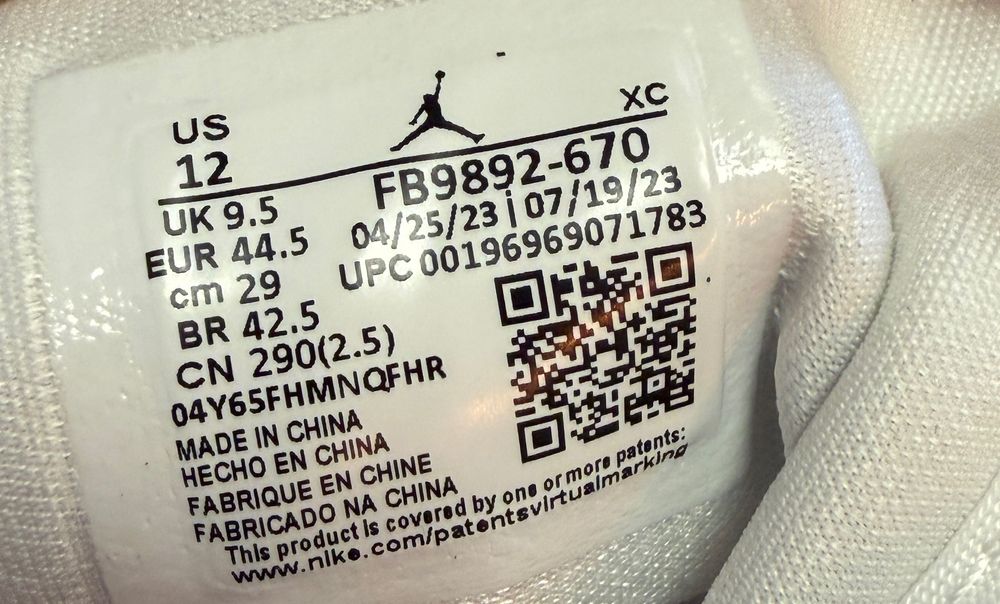 US
12
XC
FB9892-670
04/25/23 | 07/19/23
UPC 00196969071783
UK 9.5
EUR 44.5
cm 29
BR 42.5
CN 290(2.5)
04Y65FHMNQFHR
MADE IN CHINA
HECHO EN CHINA
FABRIQUE EN CHINE
FABRICADO NA CHINA
This product is covered by one or more patents:
www.nike.com/patentsvirtualmarking